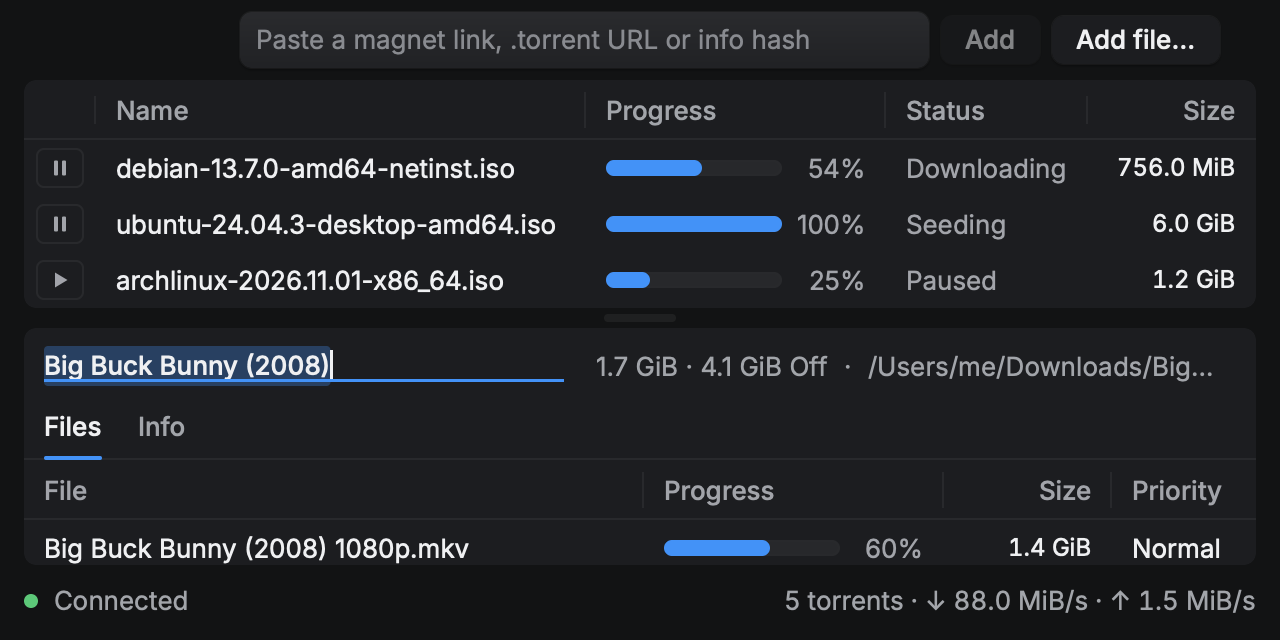 Paste a magnet link, .torrent URL or info hash Add Add file...
Name Progress Status Size
debian-13.7.0-amd64-netinst.iso 54% Downloading 756.0 MiB
ubuntu-24.04.3-desktop-amd64.iso 100% Seeding 6.0 GiB
archlinux-2026.11.01-x86_64.iso 25% Paused 1.2 GiB
Big Buck Bunny (2008) 1.7 GiB · 4.1 GiB Off · /Users/me/Downloads/Big...
Files Info
File Progress Size Priority
Big Buck Bunny (2008) 1080p.mkv 60% 1.4 GiB Normal
Connected 5 torrents · ↓ 88.0 MiB/s · ↑ 1.5 MiB/s